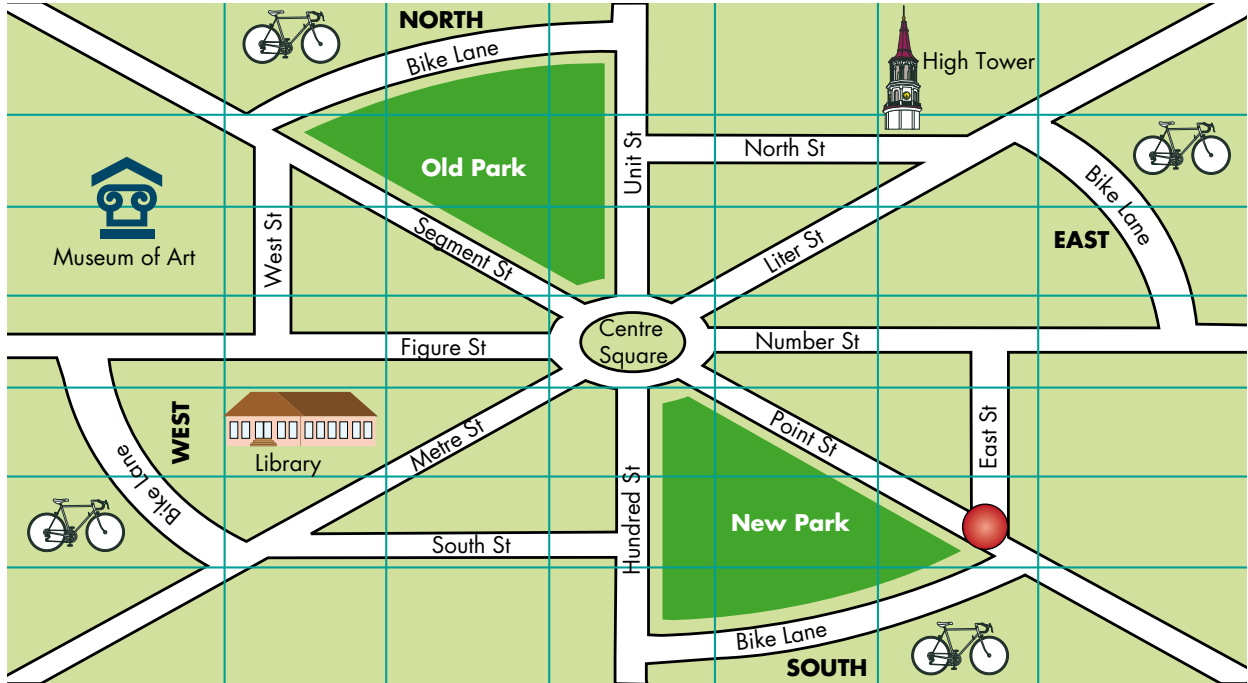 NORTH
Bike Lane
High Tower
Old Park
Unit St
North St
Bike Lane
Museum of Art
West St
Segment St
Liter St
EAST
Centre
Square
Figure St
Number St
WEST
Library
Metre St
Point St
East St
Bike Lane
Hundred St
New Park
South St
Bike Lane
SOUTH